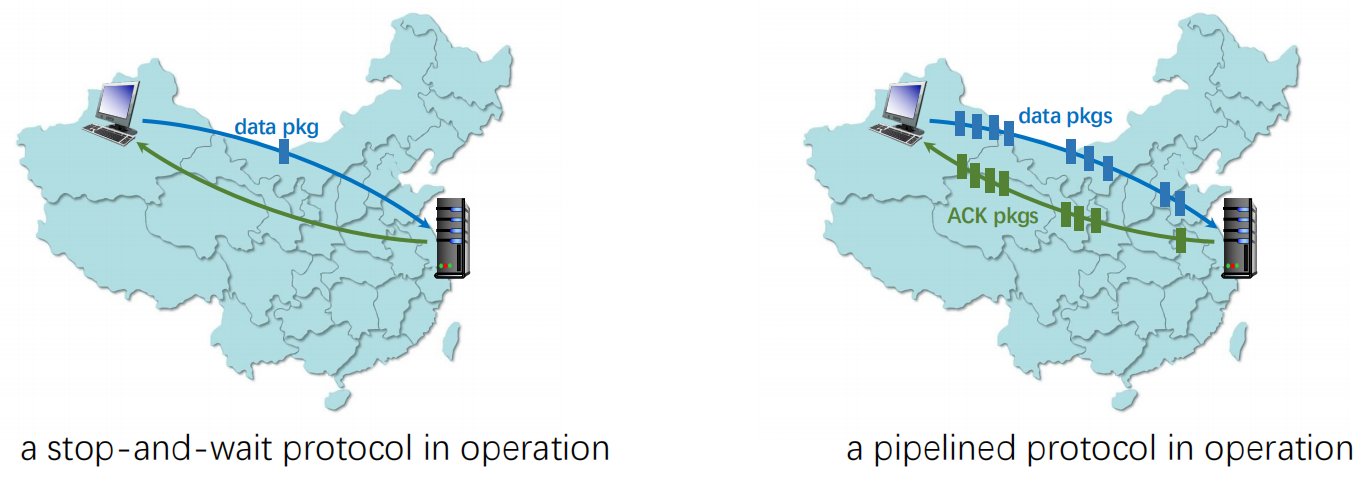 data pkg
a stop-and-wait protocol in operation
data pkgs
ACK pkgs
a pipelined protocol in operation